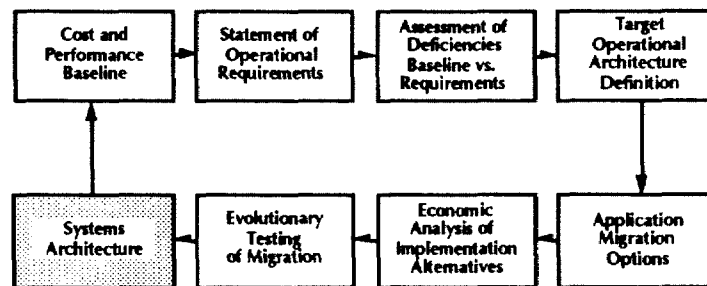 Cost and
Performance
Baseline
Statement of
Operational
Requirements
Assessment of
Deficiencies
Baseline vs.
Requirements
Target
Operational
Architecture
Definition
Systems
Architecture
Evolutionary
Testing
of Migration
Economic
Analysis of
Implementation
Alternatives
Application
Migration
Options